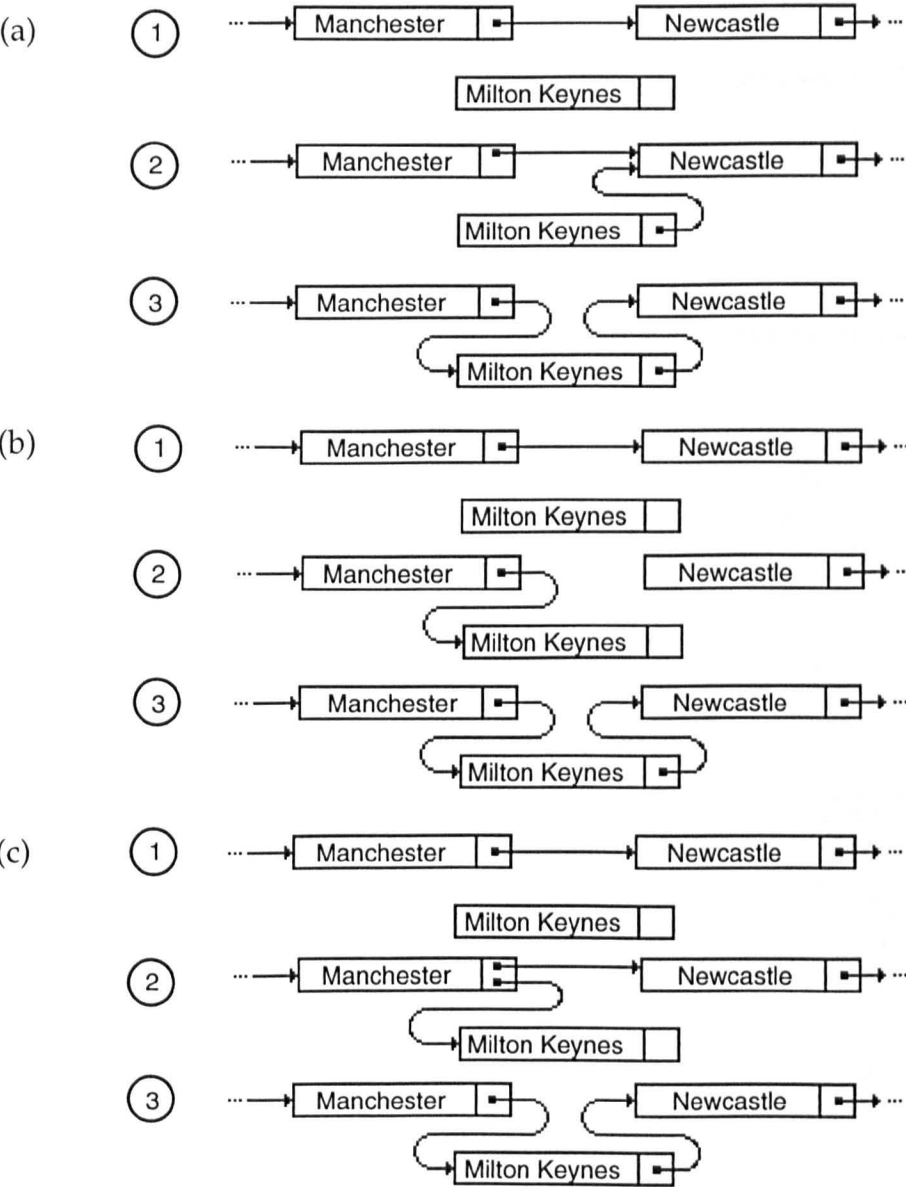 (a) 1 ... Manchester Newcastle ...
Milton Keynes
2 ... Manchester Newcastle ...
Milton Keynes
3 ... Manchester Newcastle ...
Milton Keynes
(b) 1 ... Manchester Newcastle ...
Milton Keynes
2 ... Manchester Newcastle ...
Milton Keynes
3 ... Manchester Newcastle ...
Milton Keynes
(c) 1 ... Manchester Newcastle ...
Milton Keynes
2 ... Manchester Newcastle ...
Milton Keynes
3 ... Manchester Newcastle ...
Milton Keynes